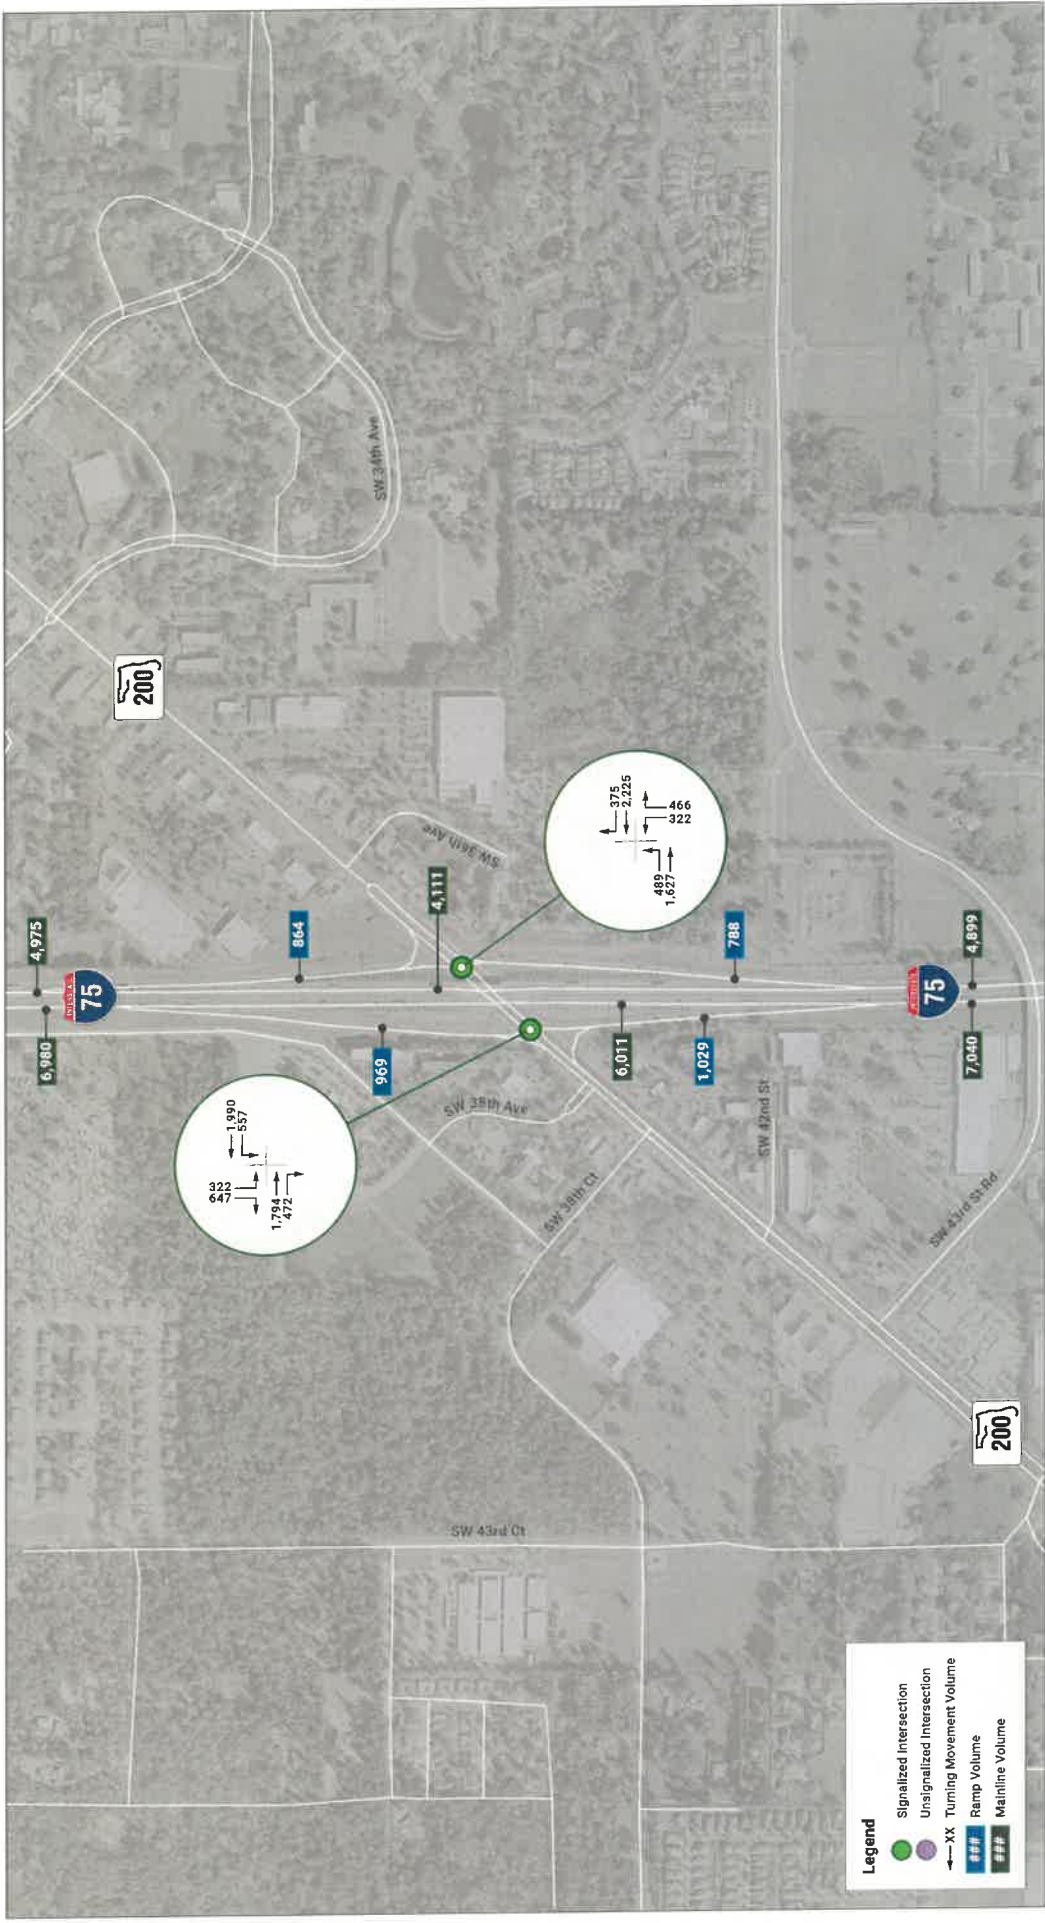 4,975
6,980
INTERSTATE
75
200
SW 34th Ave
864
4,111
SW 36th Ave
969
375
2,225
466
322
489
1,627
1,990
557
322
647
1,794
472
SW 38th Ave
6,011
788
1,029
SW 38th Ct
SW 42nd St
INTERSTATE
75
4,899
7,040
SW 43rd St Rd
200
SW 43rd Ct
Legend
Signalized Intersection
Unsignalized Intersection
XX Turning Movement Volume
### Ramp Volume
### Mainline Volume